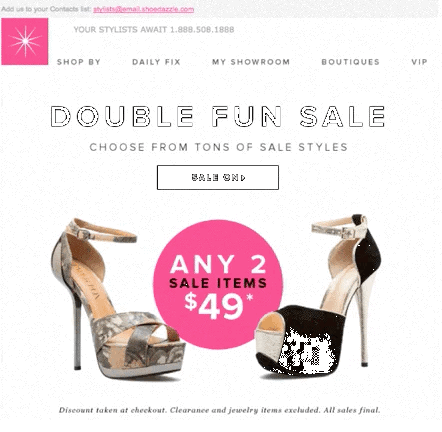 Add us to your Contacts list: stylists@email.shoedazzle.com
YOUR STYLISTS AWAIT 1.888.508.1888
SHOP BY DAILY FIX MY SHOWROOM BOUTIQUES VIP
DOUBLE FUN SALE
CHOOSE FROM TONS OF SALE STYLES
SALE ON›
ANY 2
SALE ITEMS
$49*
Discount taken at checkout. Clearance and jewelry items excluded. All sales final.